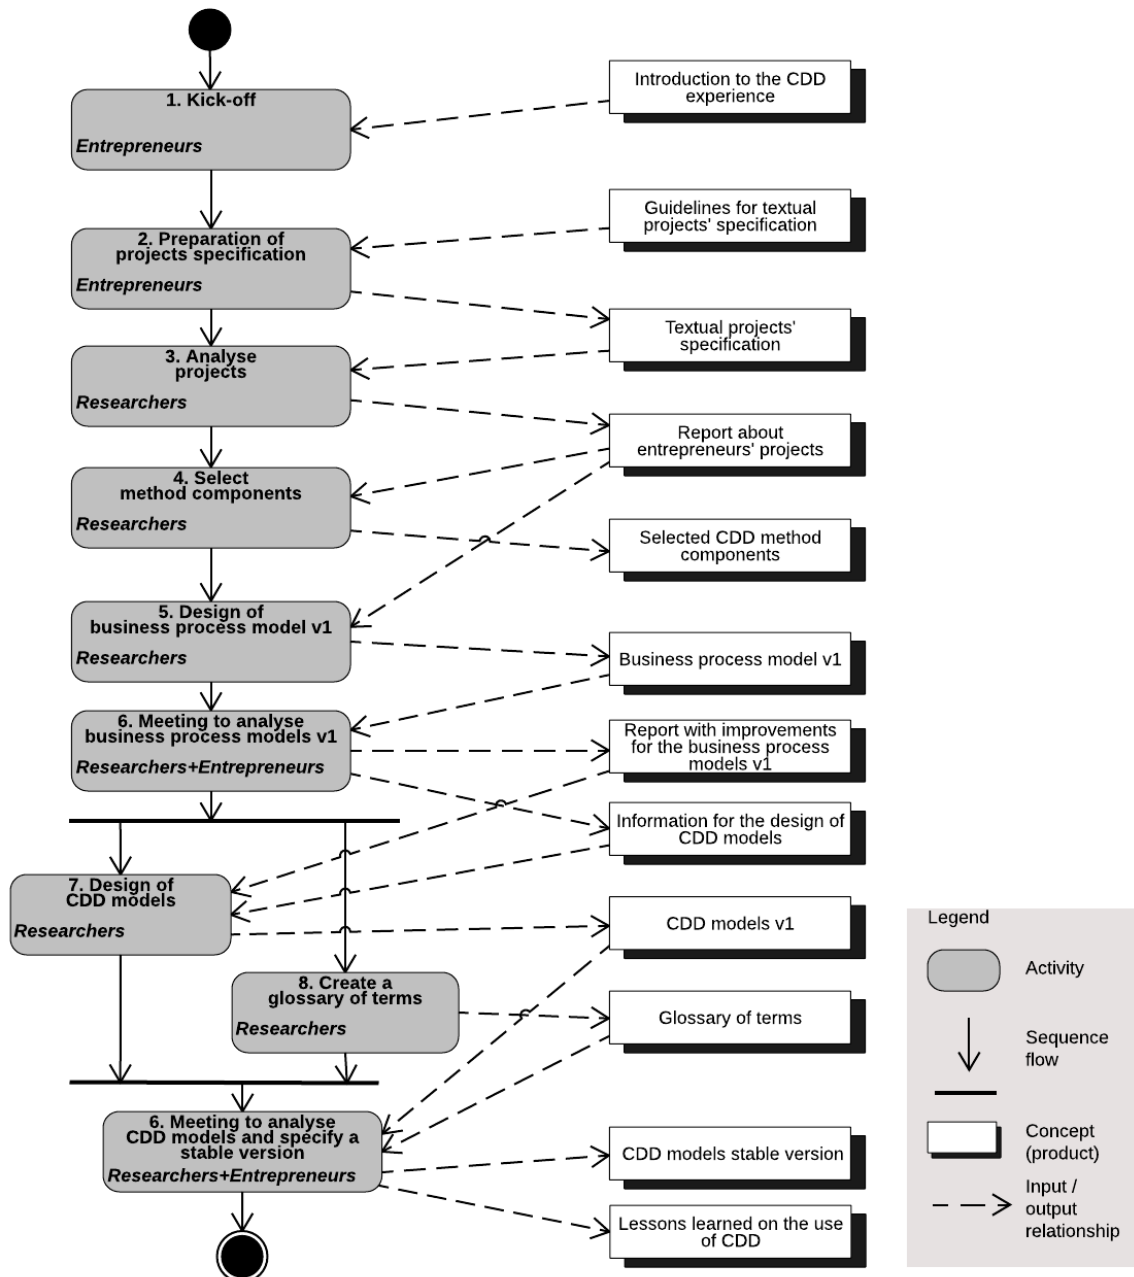 1. Kick-off
Entrepreneurs
Introduction to the CDD
experience
2. Preparation of
projects specification
Entrepreneurs
Guidelines for textual
projects' specification
3. Analyse
projects
Researchers
Textual projects'
specification
4. Select
method components
Researchers
Report about
entrepreneurs' projects
Selected CDD method
components
5. Design of
business process model v1
Researchers
Business process model v1
6. Meeting to analyse
business process models v1
Researchers+Entrepreneurs
Report with improvements
for the business process
models v1
Information for the design of
CDD models
7. Design of
CDD models
Researchers
CDD models v1
8. Create a
glossary of terms
Researchers
Glossary of terms
6. Meeting to analyse
CDD models and specify a
stable version
Researchers+Entrepreneurs
CDD models stable version
Lessons learned on the use
of CDD
Legend
Activity
Sequence
flow
Concept
(product)
Input /
output
relationship